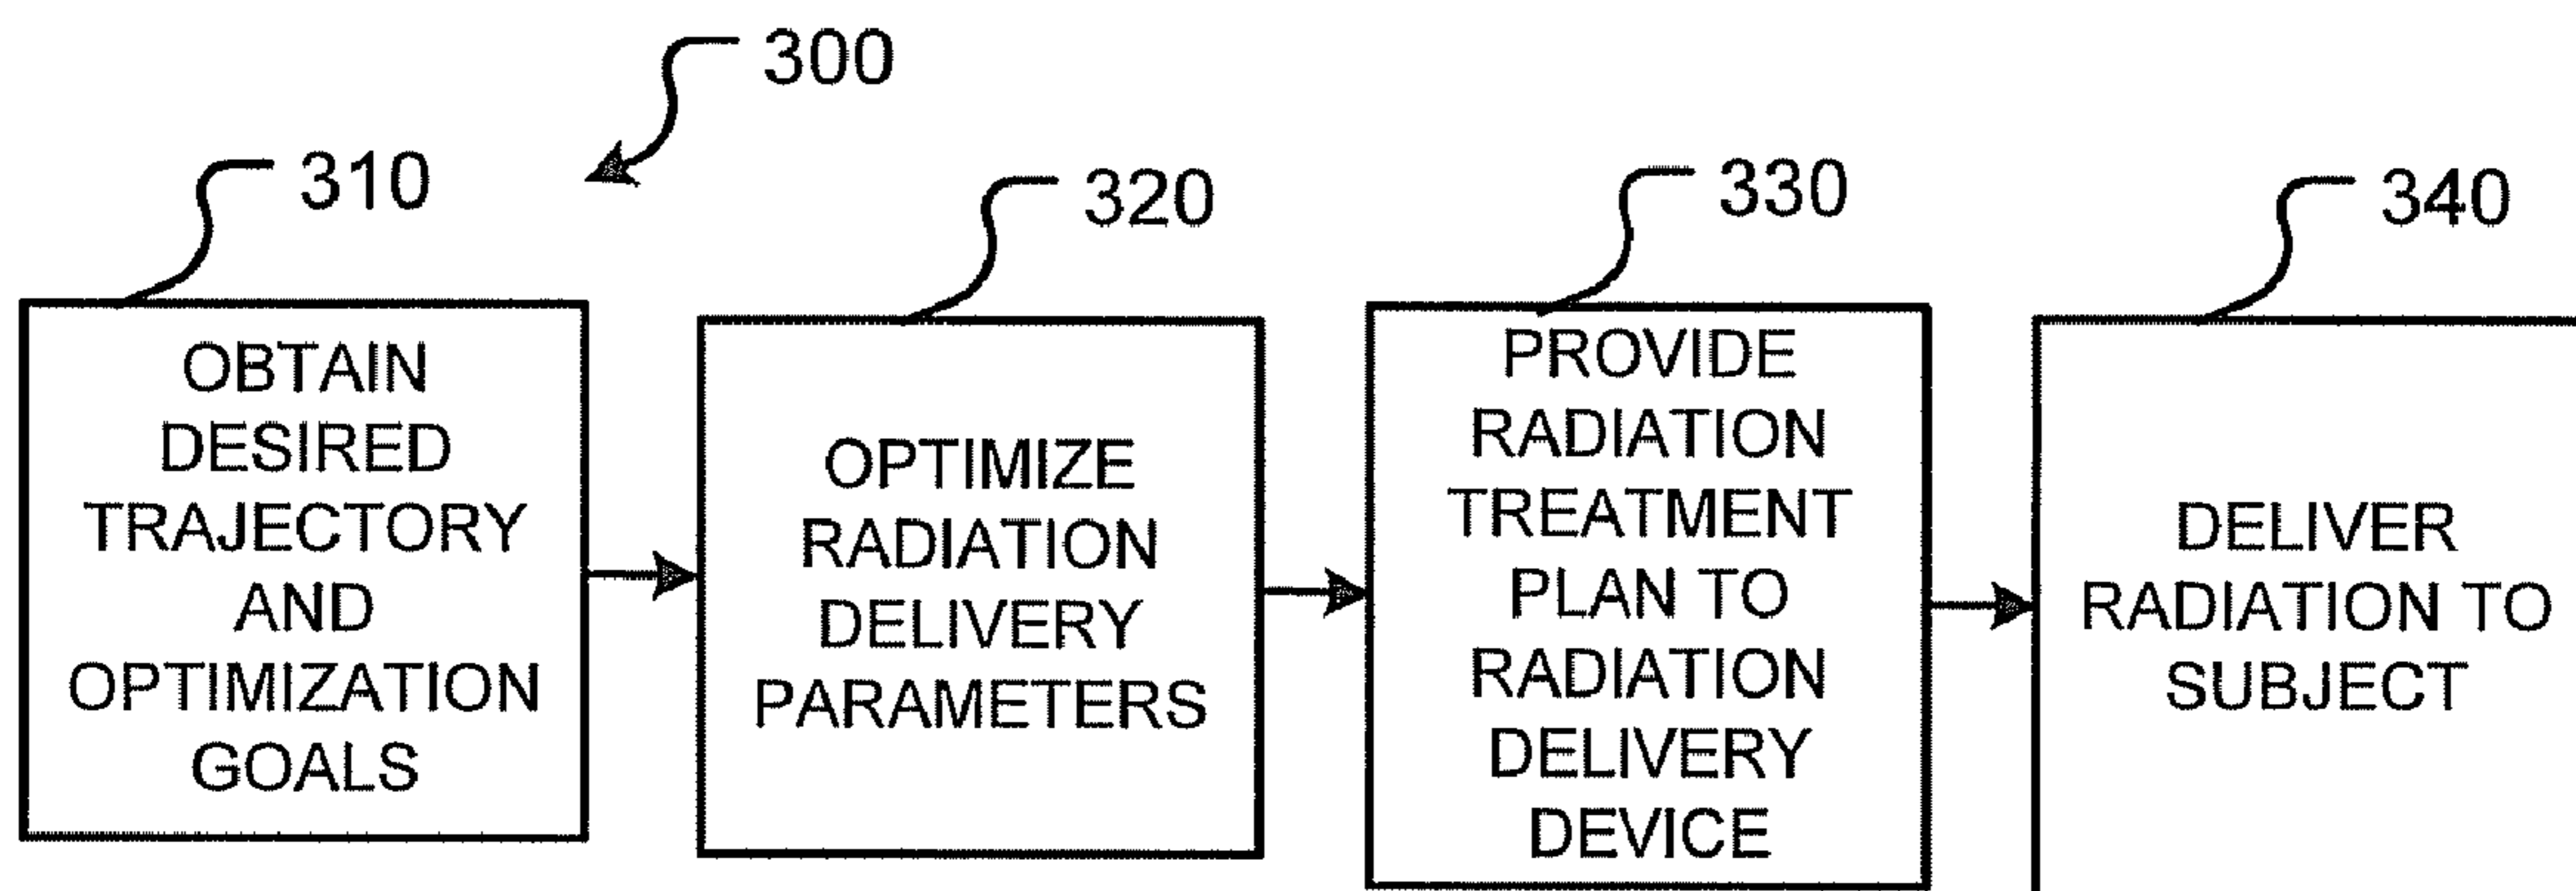 300
310
320
330
340
OBTAIN
DESIRED
TRAJECTORY
AND
OPTIMIZATION
GOALS
OPTIMIZE
RADIATION
DELIVERY
PARAMETERS
PROVIDE
RADIATION
TREATMENT
PLAN TO
RADIATION
DELIVERY
DEVICE
DELIVER
RADIATION TO
SUBJECT